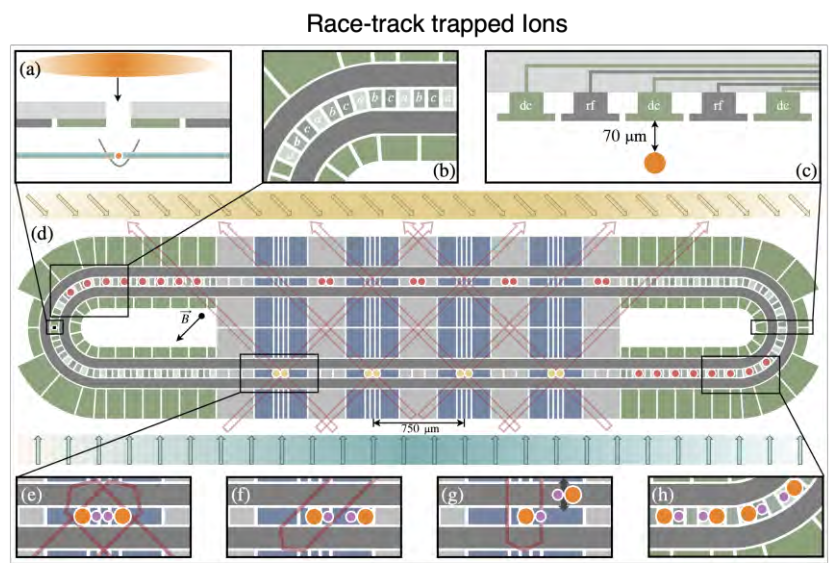 Race-track trapped Ions
(a)
a b c a b c a b c a b c a
(b)
dc rf dc rf dc
70 μm
(c)
(d)
B
750 μm
(e)
(f)
(g)
(h)